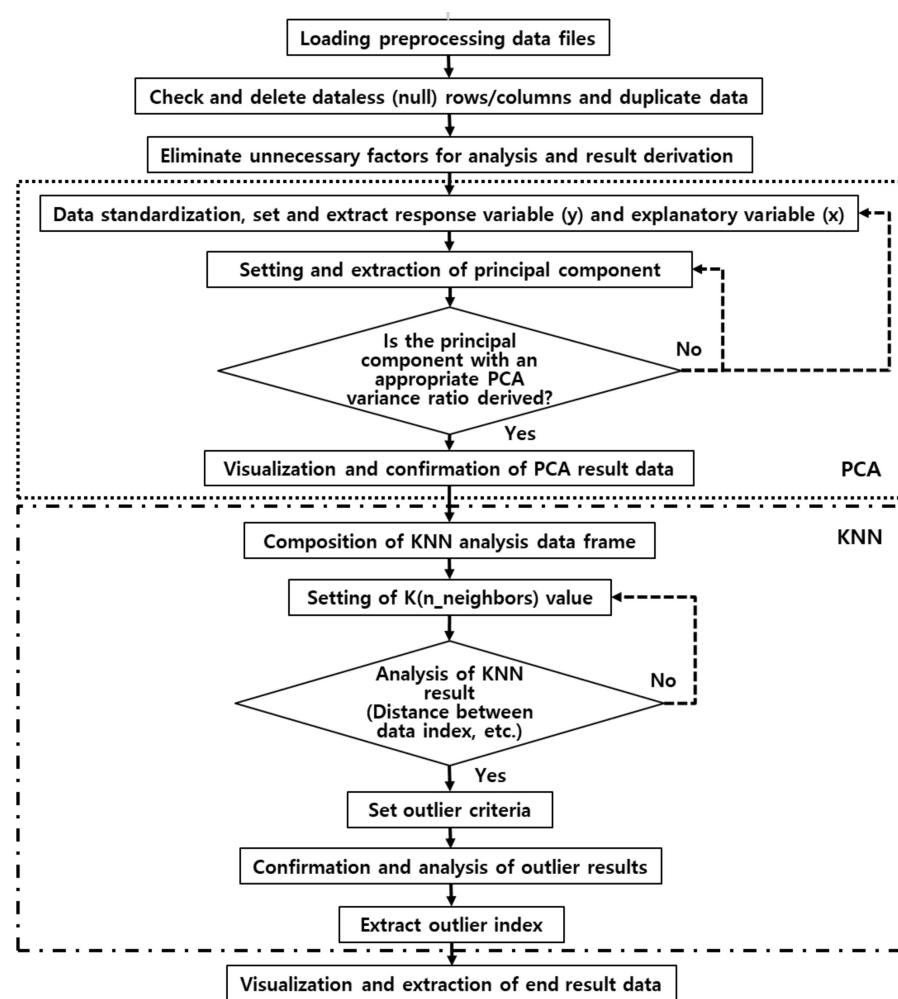 Loading preprocessing data files
Check and delete dataless (null) rows/columns and duplicate data
Eliminate unnecessary factors for analysis and result derivation
Data standardization, set and extract response variable (y) and explanatory variable (x)
Setting and extraction of principal component
Is the principal
component with an
appropriate PCA
variance ratio derived?
No
Yes
Visualization and confirmation of PCA result data
PCA
KNN
Composition of KNN analysis data frame
Setting of K(n_neighbors) value
Analysis of KNN
result
(Distance between
data index, etc.)
No
Yes
Set outlier criteria
Confirmation and analysis of outlier results
Extract outlier index
Visualization and extraction of end result data